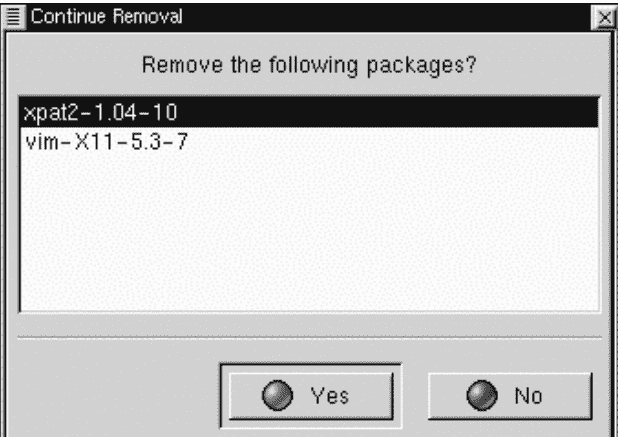 Continue Removal
Remove the following packages?
xpat2-1.04-10
vim-X11-5.3-7
Yes
No